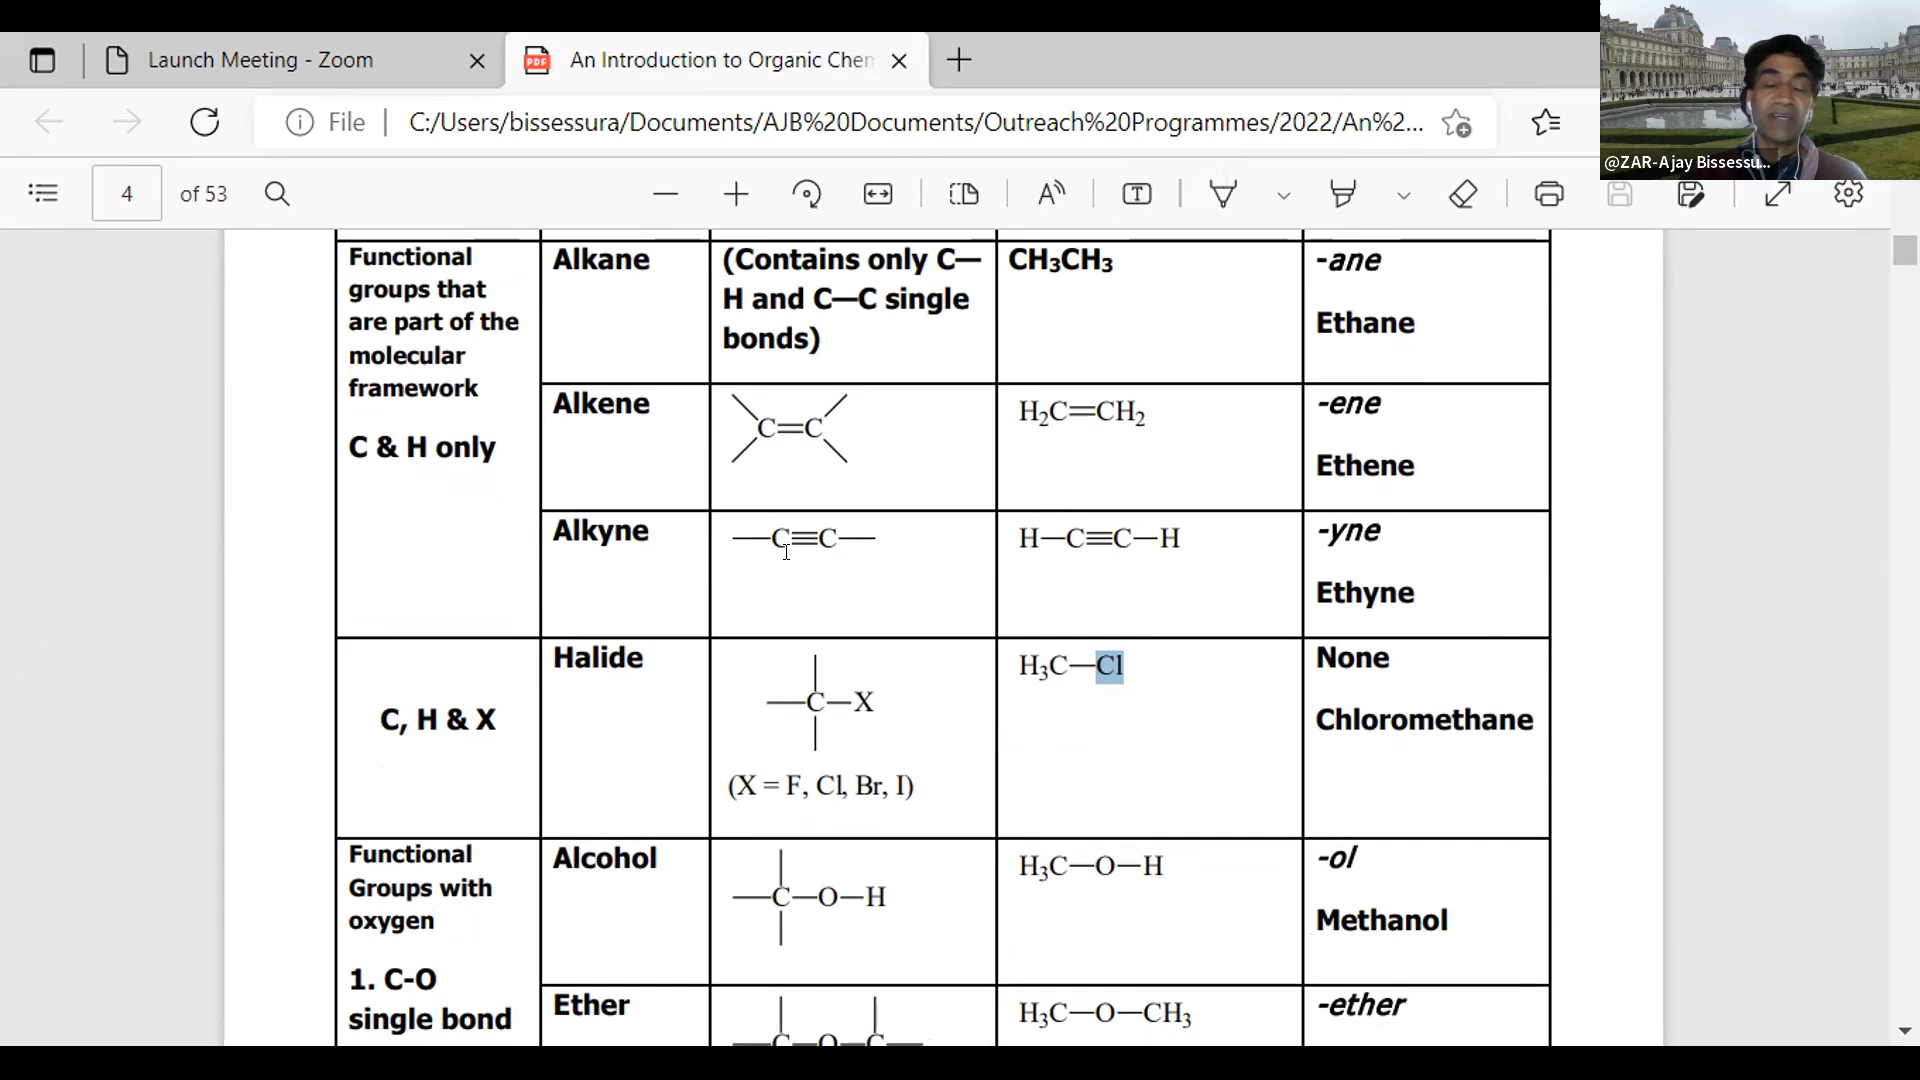 Launch Meeting - Zoom
An Introduction to Organic Chem
File
C:/Users/bissessura/Documents/AJB%20Documents/Outreach%20Programmes/2022/An%2...
@ZAR-Ajay Bissessu...
4 of 53
Functional
groups that
are part of the
molecular
framework
C & H only
Alkane
(Contains only C—
H and C—C single
bonds)
CH₃CH₃
-ane
Ethane
Alkene
C=C
H₂C=CH₂
-ene
Ethene
Alkyne
—C≡C—
H—C≡C—H
-yne
Ethyne
C, H & X
Halide
—C—X
(X = F, Cl, Br, I)
H₃C—Cl
None
Chloromethane
Functional
Groups with
oxygen
1. C-O
single bond
Alcohol
—C—O—H
H₃C—O—H
-ol
Methanol
Ether
—C—O—C—
H₃C—O—CH₃
-ether